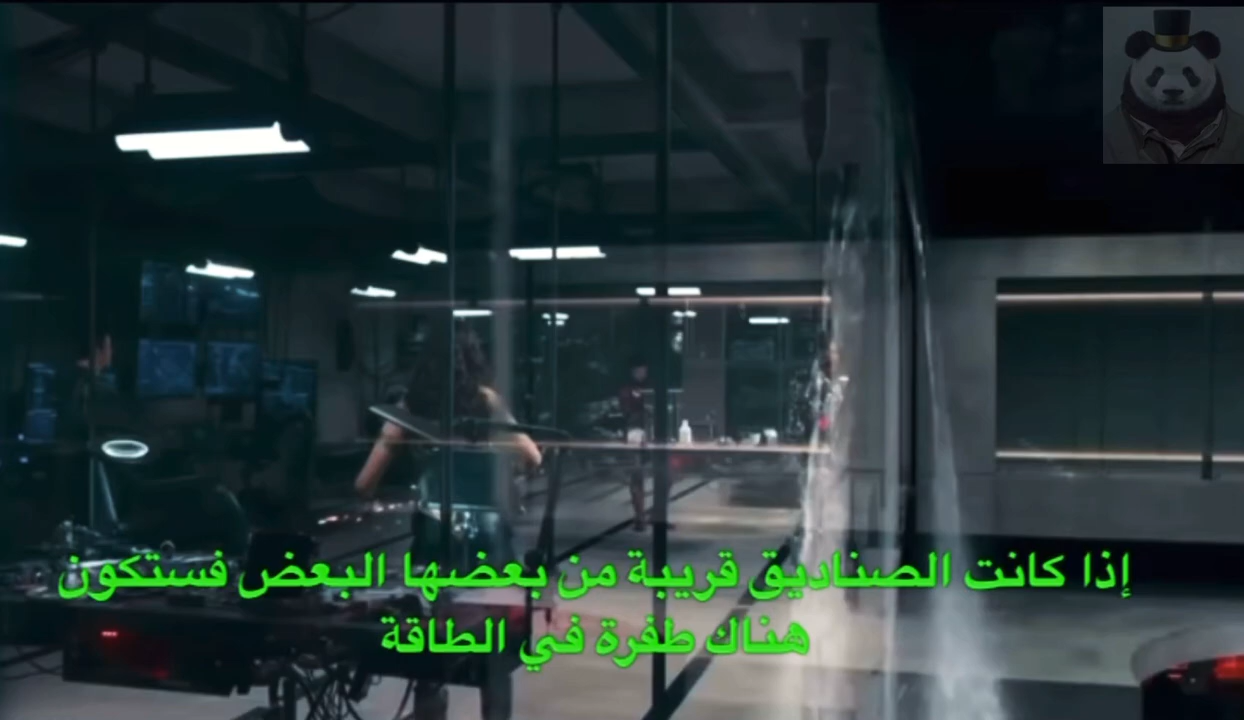 إذا كانت الصناديق قريبة من بعضها البعض فستكون
هناك طفرة في الطاقة